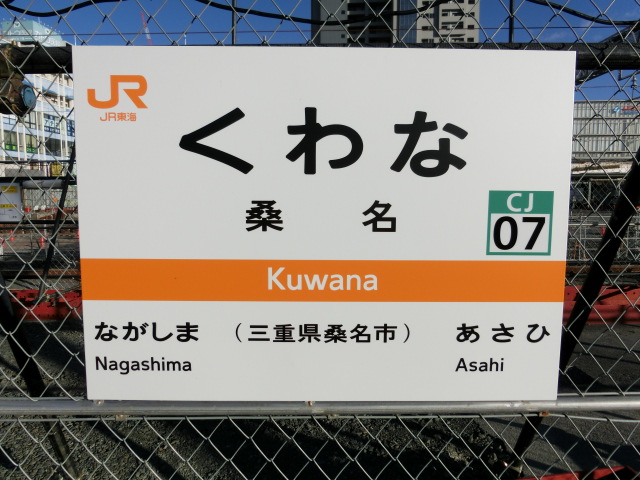 JR
JR東海
くわな
桑名
CJ
07
Kuwana
ながしま (三重県桑名市) あさひ
Nagashima Asahi